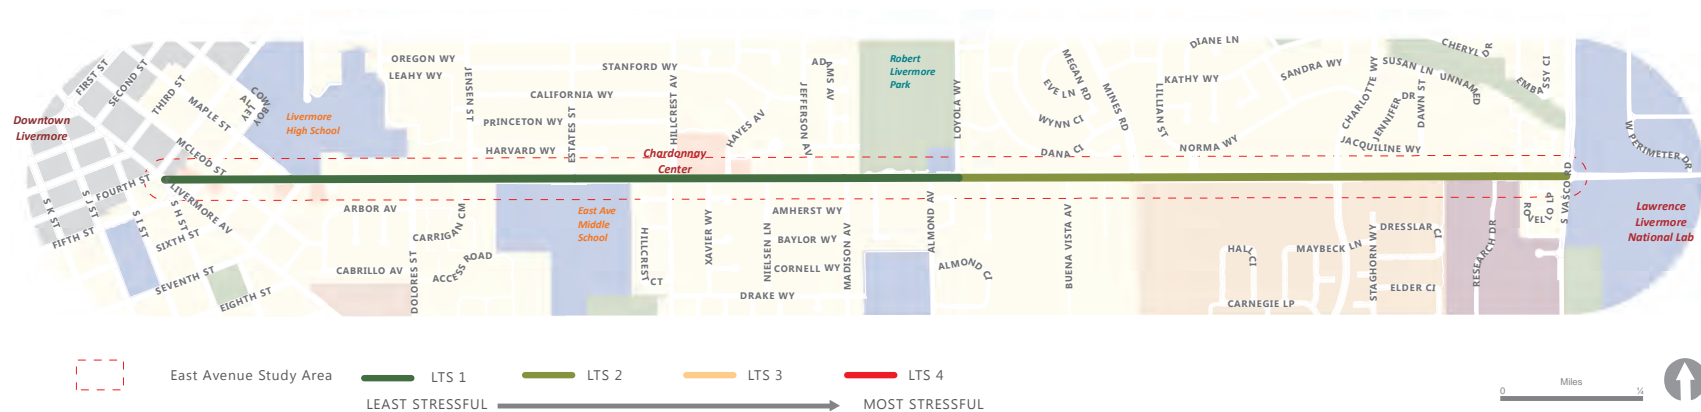 Downtown
Livermore
FIRST ST
SECOND ST
THIRD ST
MAPLE ST
COWBOY
ALLEY
MCLEOD ST
FOURTH ST
LIVERMORE AV
S K ST
S J ST
S I ST
S H ST
FIFTH ST
SIXTH ST
SEVENTH ST
EIGHTH ST
Livermore
High School
OREGON WY
LEAHY WY
JENSEN ST
STANFORD WY
CALIFORNIA WY
PRINCETON WY
HARVARD WY
ESTATES ST
HILLCREST AV
Chardonnay
Center
HAYES AV
JEFFERSON AV
ADAMS AV
Robert
Livermore
Park
LOYOLA WY
ARBOR AV
CARRIGAN CM
CABRILLO AV
ACCESS ROAD
DOLORES ST
East Ave
Middle
School
HILLCREST CT
XAVIER WY
NIELSEN LN
AMHERST WY
BAYLOR WY
CORNELL WY
DRAKE WY
MADISON AV
ALMOND AV
ALMOND CI
BUENA VISTA AV
MEGAN RD
EVE LN
WYNN CI
DANA CI
MINES RD
LILLIAN ST
DIANE LN
KATHY WY
SANDRA WY
NORMA WY
CHARLOTTE WY
JENNIFER DR
JACQUILINE WY
SUSAN LN
DAWN ST
UNNAMED
CHERYL DR
EMBASSY CI
W PERIMETER DR
HAL CI
MAYBECK LN
CARNEGIE LP
STAGHORN WY
DRESSLAR CI
ELDER CI
RESEARCH DR
ROVELLO LP
S VASCO RD
Lawrence
Livermore
National Lab
East Avenue Study Area
LTS 1
LTS 2
LTS 3
LTS 4
LEAST STRESSFUL
MOST STRESSFUL
Miles
0
¼